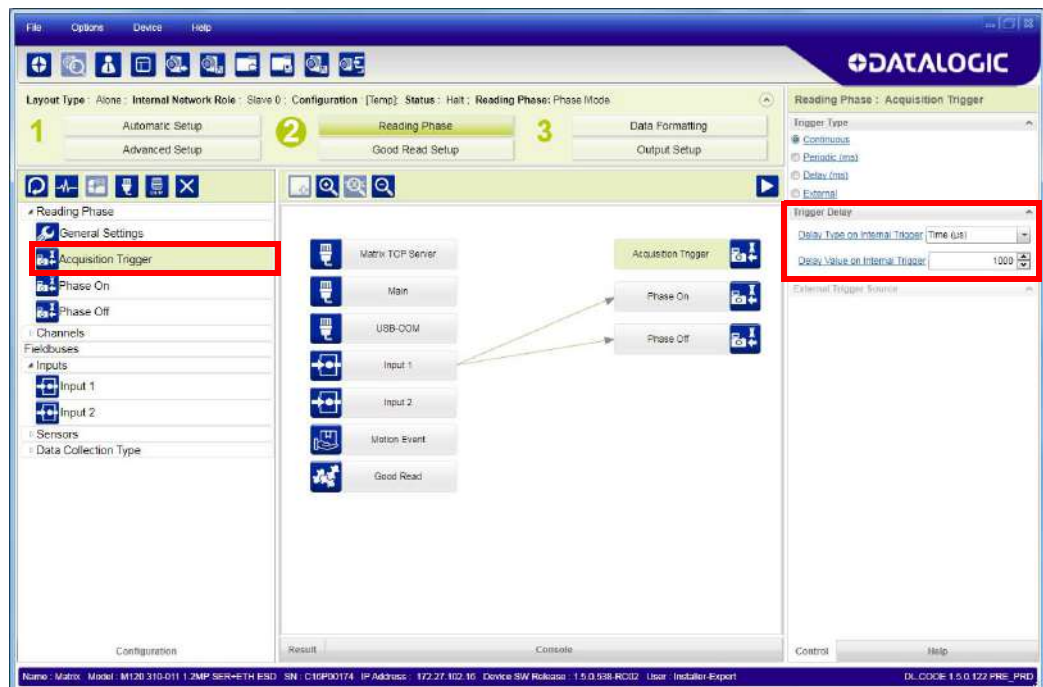 File Options Device Help
DATALOGIC
Layout Type : Alone ; Internal Network Role : Slave 0 ; Configuration : [Temp]; Status : Halt ; Reading Phase: Phase Mode
1 Automatic Setup
Advanced Setup
2 Reading Phase
Good Read Setup
3 Data Formatting
Output Setup
Reading Phase
General Settings
Acquisition Trigger
Phase On
Phase Off
Channels
Fieldbuses
Inputs
Input 1
Input 2
Sensors
Data Collection Type
Configuration
Matrix TCP Server
Main
USB-COM
Input 1
Input 2
Motion Event
Good Read
Acquisition Trigger
Phase On
Phase Off
Result
Console
Reading Phase : Acquisition Trigger
Trigger Type
Continuous
Periodic (ms)
Delay (ms)
External
Trigger Delay
Delay Type on Internal Trigger Time (µs)
Delay Value on Internal Trigger 1000
External Trigger Source
Control Help
Name : Matrix Model : M120 310-011 1.2MP SER+ETH ESD SN : C16P00174 IP Address : 172.27.102.16 Device SW Release : 1.5.0.538-RC02 User : Installer-Expert DL.CODE 1.5.0.122 PRE_PRD